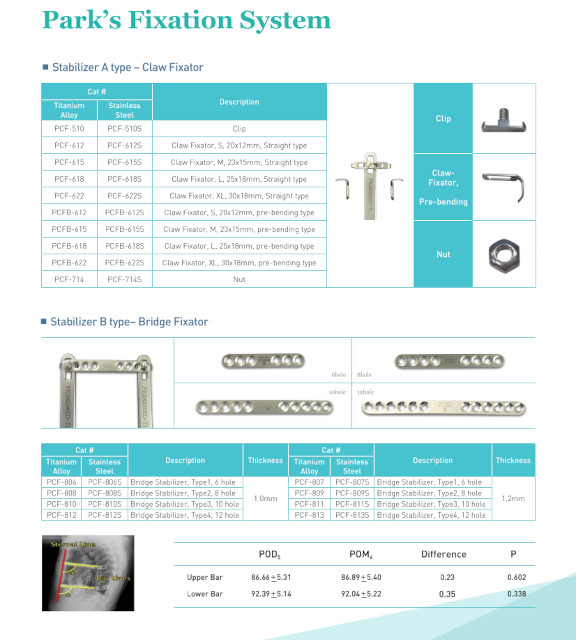 Park's Fixation System
Stabilizer A type – Claw Fixator
Cat # Description
Titanium Alloy Stainless Steel
PCF-510 PCF-510S Clip
PCF-612 PCF-612S Claw Fixator, S, 20x12mm, Straight type
PCF-615 PCF-615S Claw Fixator, M, 23x15mm, Straight type
PCF-618 PCF-618S Claw Fixator, L, 25x18mm, Straight type
PCF-622 PCF-622S Claw Fixator, XL, 30x18mm, Straight type
PCFB-612 PCFB-612S Claw Fixator, S, 20x12mm, pre-bending type
PCFB-615 PCFB-615S Claw Fixator, M, 23x15mm, pre-bending type
PCFB-618 PCFB-618S Claw Fixator, L, 25x18mm, pre-bending type
PCFB-622 PCFB-622S Claw Fixator, XL, 30x18mm, pre-bending type
PCF-714 PCF-714S Nut
Clip
Claw-
Fixator,
Pre-bending
Nut
Stabilizer B type– Bridge Fixator
6hole 8hole
10hole 12hole
Cat # Description Thickness Cat # Description Thickness
Titanium Alloy Stainless Steel Titanium Alloy Stainless Steel
PCF-806 PCF-806S Bridge Stabilizer, Type1, 6 hole PCF-807 PCF-807S Bridge Stabilizer, Type1, 6 hole
PCF-808 PCF-808S Bridge Stabilizer, Type2, 8 hole PCF-809 PCF-809S Bridge Stabilizer, Type2, 8 hole
1.0mm 1.2mm
PCF-810 PCF-810S Bridge Stabilizer, Type3, 10 hole PCF-811 PCF-811S Bridge Stabilizer, Type3, 10 hole
PCF-812 PCF-812S Bridge Stabilizer, Type4, 12 hole PCF-813 PCF-813S Bridge Stabilizer, Type4, 12 hole
Sternal Line
Bar Lines
POD₅ POM₄ Difference P
Upper Bar 86.66±5.31 86.89±5.40 0.23 0.602
Lower Bar 92.39±5.14 92.04±5.22 0.35 0.338